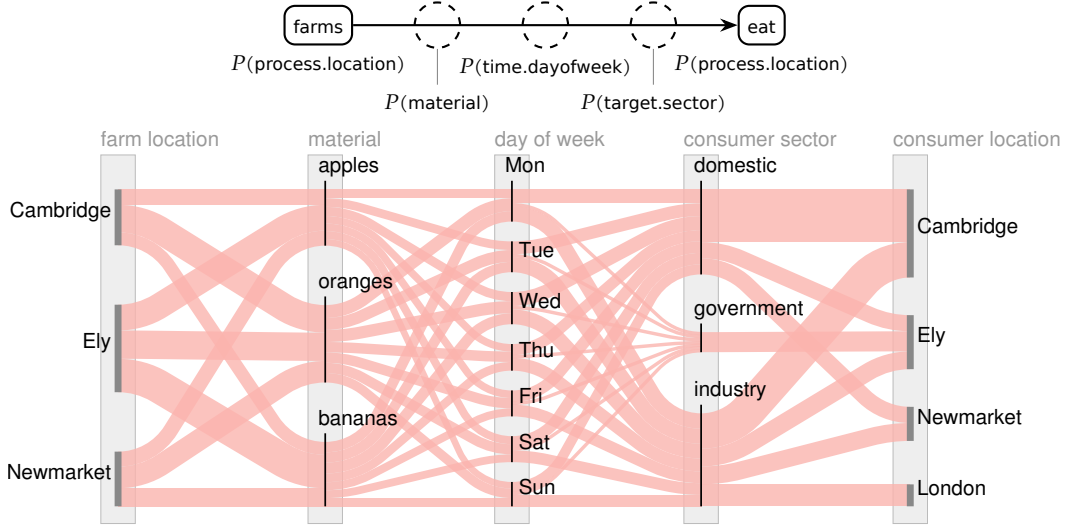 farms
eat
P(process.location)
P(time.dayofweek)
P(process.location)
P(material)
P(target.sector)
farm location
material
day of week
consumer sector
consumer location
apples
Mon
domestic
Cambridge
Cambridge
Tue
oranges
Wed
government
Ely
Ely
Thu
industry
Fri
bananas
Newmarket
Sat
Newmarket
Sun
London